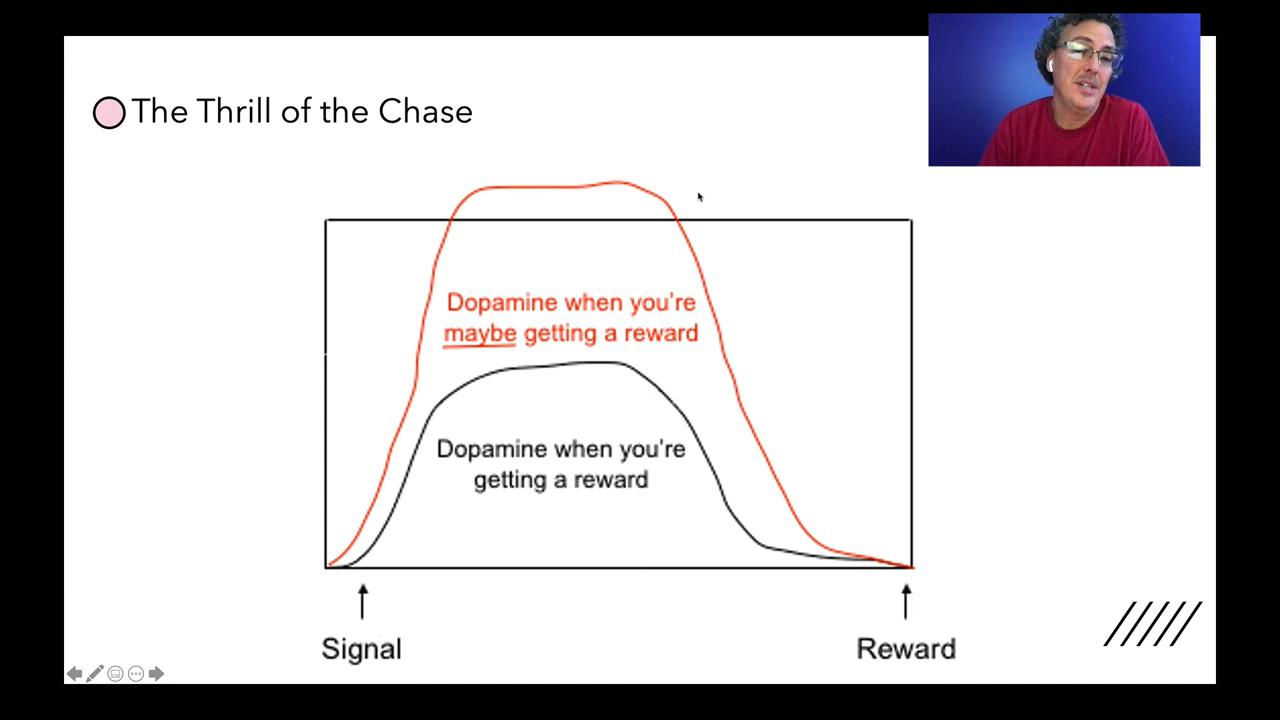 The Thrill of the Chase
Dopamine when you're
maybe getting a reward
Dopamine when you're
getting a reward
Signal
Reward